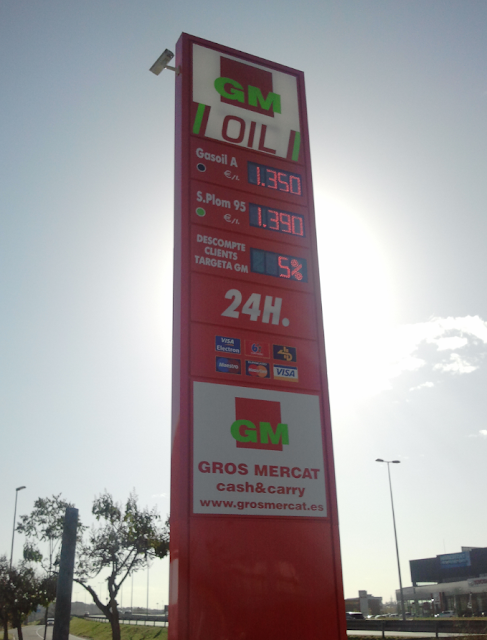 GM
OIL
Gasoil A
€/L 1.350
S.Plom 95
€/L 1.390
DESCOMPTE
CLIENTS
TARGETA GM 5%
24H.
VISA
Electron
VISA
GM
GROS MERCAT
cash&carry
www.grosmercat.es